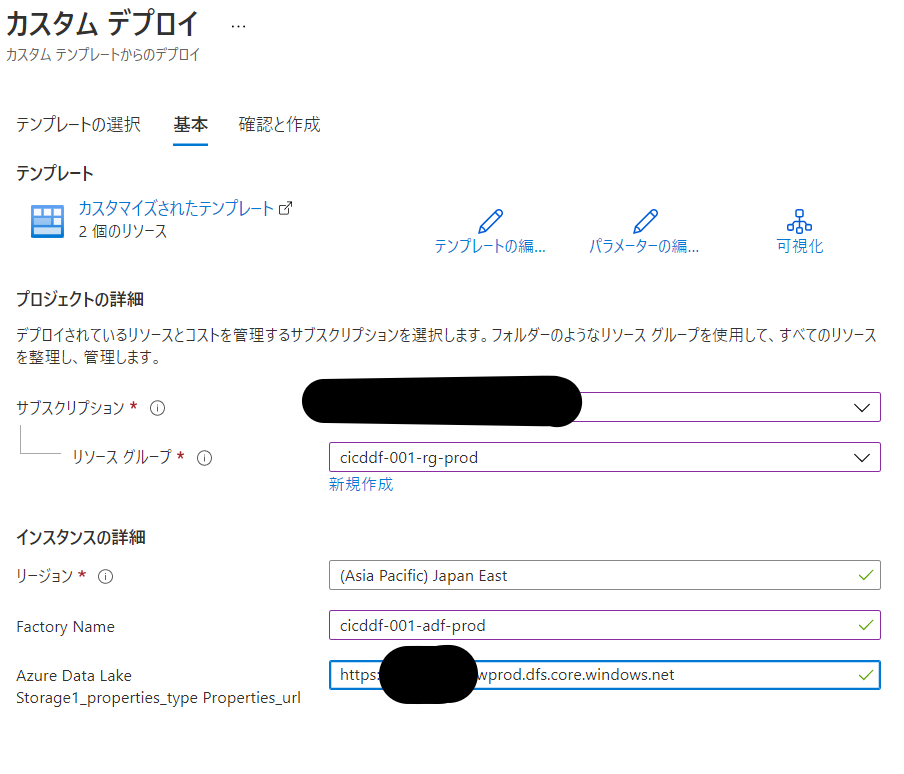 カスタム デプロイ ...
カスタム テンプレートからのデプロイ
テンプレートの選択 基本 確認と作成
テンプレート
カスタマイズされたテンプレート
2 個のリソース
テンプレートの編... パラメーターの編... 可視化
プロジェクトの詳細
デプロイされているリソースとコストを管理するサブスクリプションを選択します。フォルダーのようなリソース グループを使用して、すべてのリソース
を整理し、管理します。
サブスクリプション *
リソース グループ * cicddf-001-rg-prod
新規作成
インスタンスの詳細
リージョン * (Asia Pacific) Japan East
Factory Name cicddf-001-adf-prod
Azure Data Lake
Storage1_properties_type Properties_url
https: wprod.dfs.core.windows.net